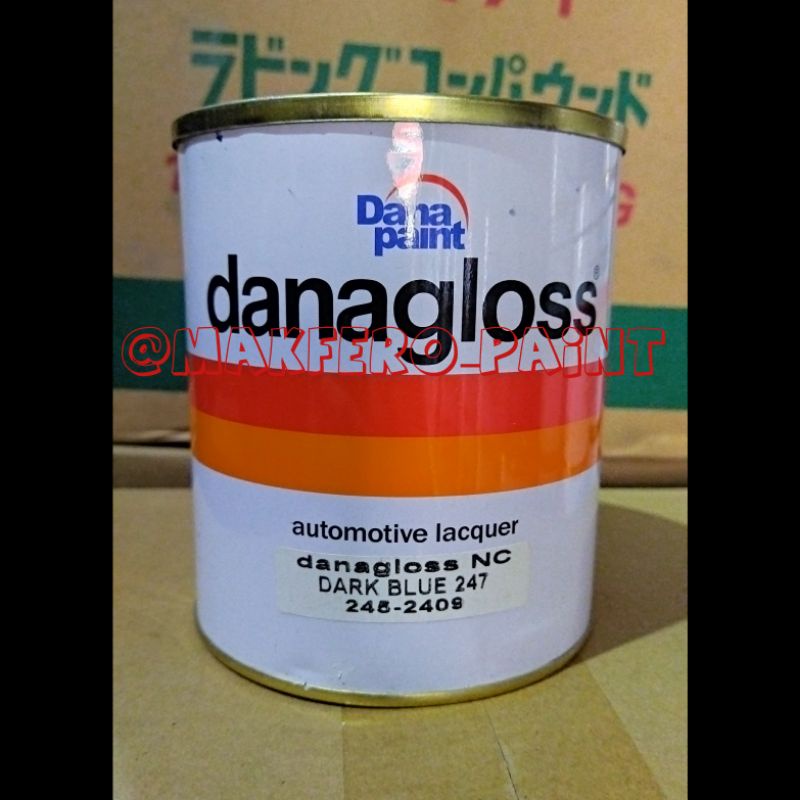 ラビングコンパウンド
G
Dana
paint
danagloss®
@MAKFERO_PAiNT
automotive lacquer
danagloss NC
DARK BLUE 247
245-2409